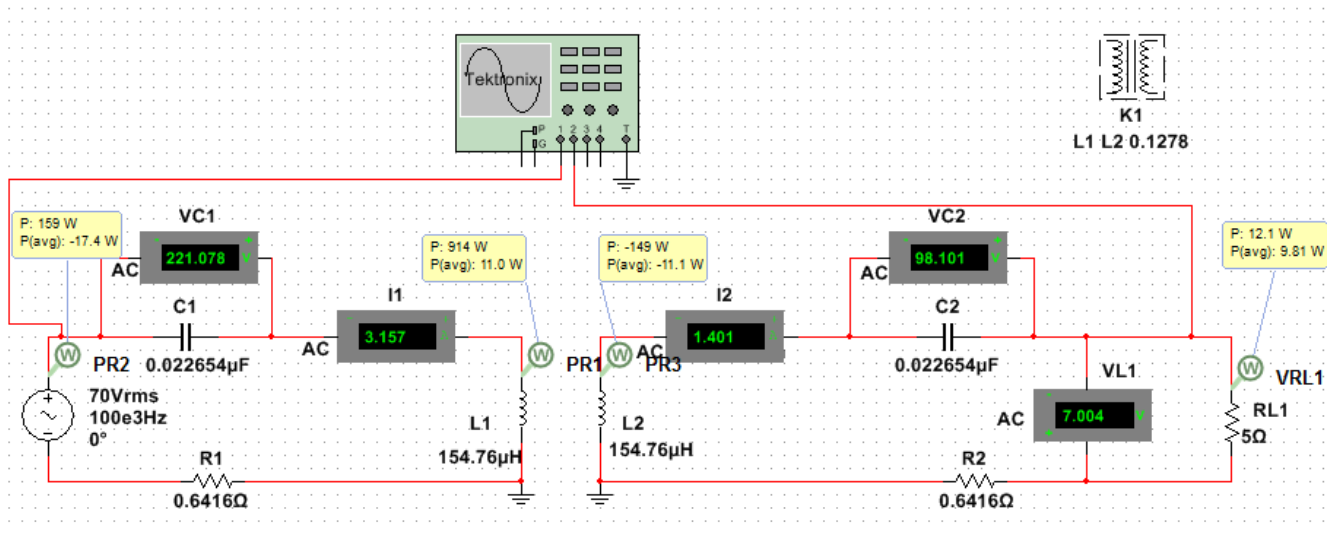 Tektronix
P
G
1 2 3 4 T
K1
L1 L2 0.1278
P: 159 W
P(avg): -17.4 W
VC1
221.078 V
AC
C1
0.022654µF
PR2
70Vrms
100e3Hz
0°
R1
0.6416Ω
I1
3.157
AC
P: 914 W
P(avg): 11.0 W
PR1
L1
154.76µH
P: -149 W
P(avg): -11.1 W
PR3
L2
154.76µH
I2
1.401
AC
VC2
98.101 V
AC
C2
0.022654µF
VL1
7.004 V
AC
R2
0.6416Ω
P: 12.1 W
P(avg): 9.81 W
VRL1
RL1
5Ω
W
W
W
W